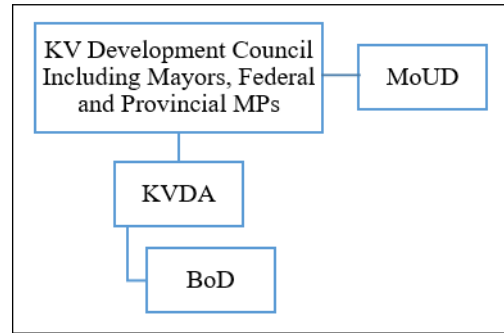 KV Development Council
Including Mayors, Federal
and Provincial MPs
MoUD
KVDA
BoD